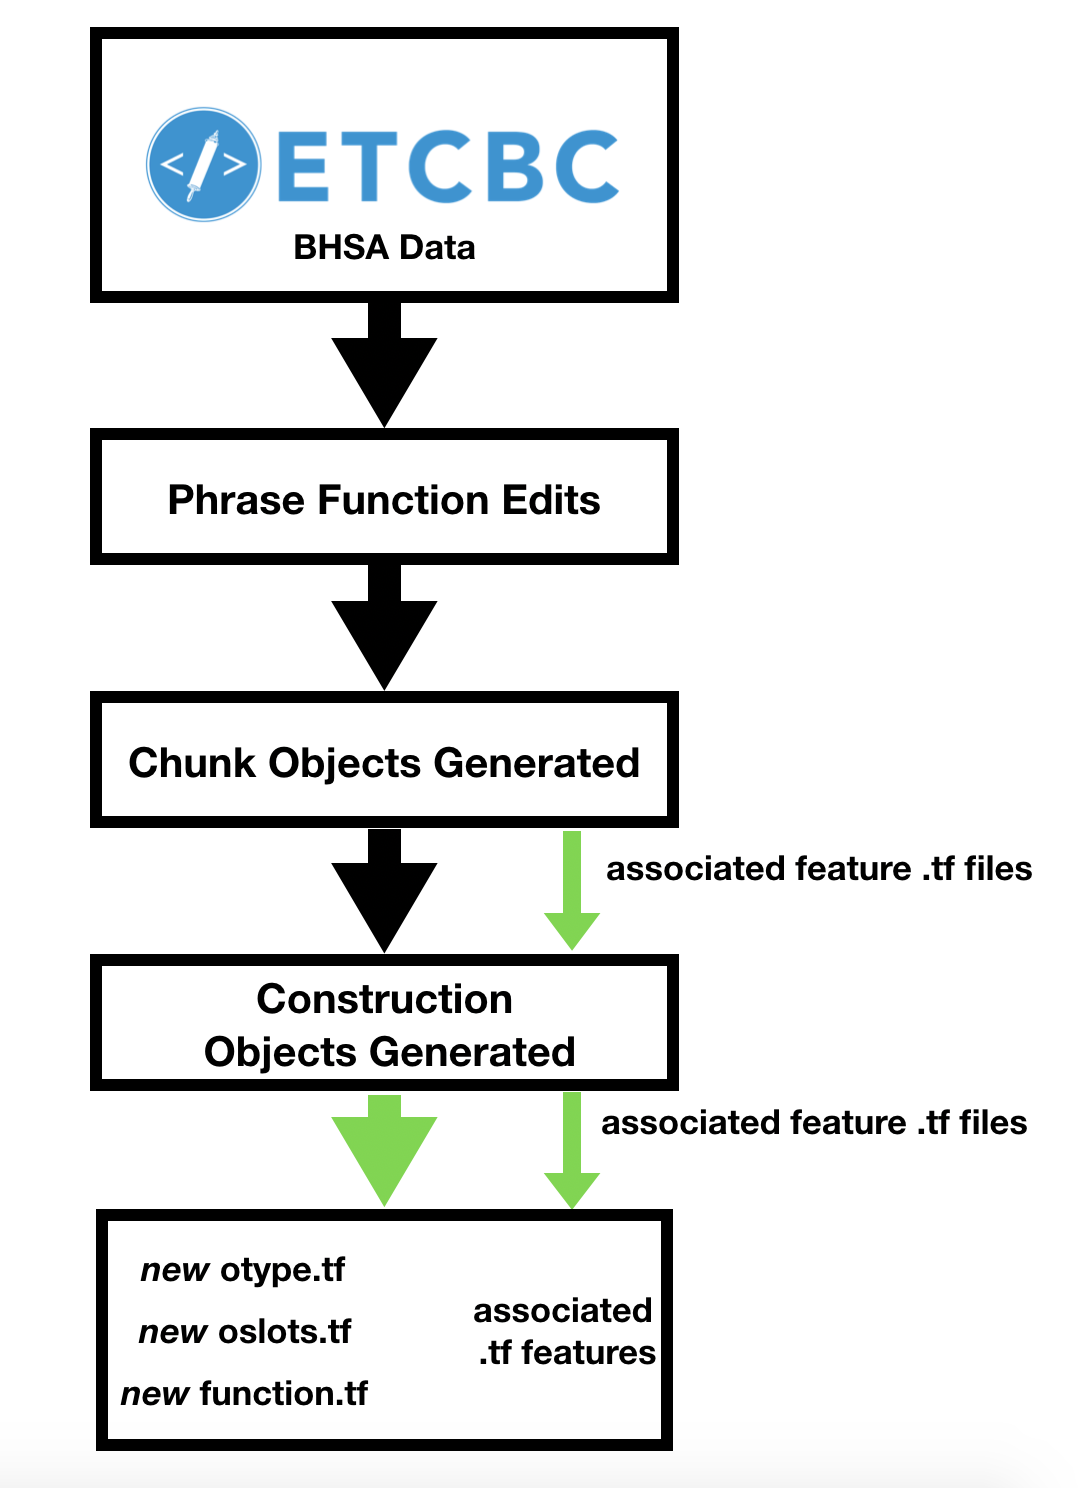 </> ETCBC
BHSA Data
Phrase Function Edits
Chunk Objects Generated
associated feature .tf files
Construction
Objects Generated
associated feature .tf files
new otype.tf
new oslots.tf
new function.tf
associated
.tf features